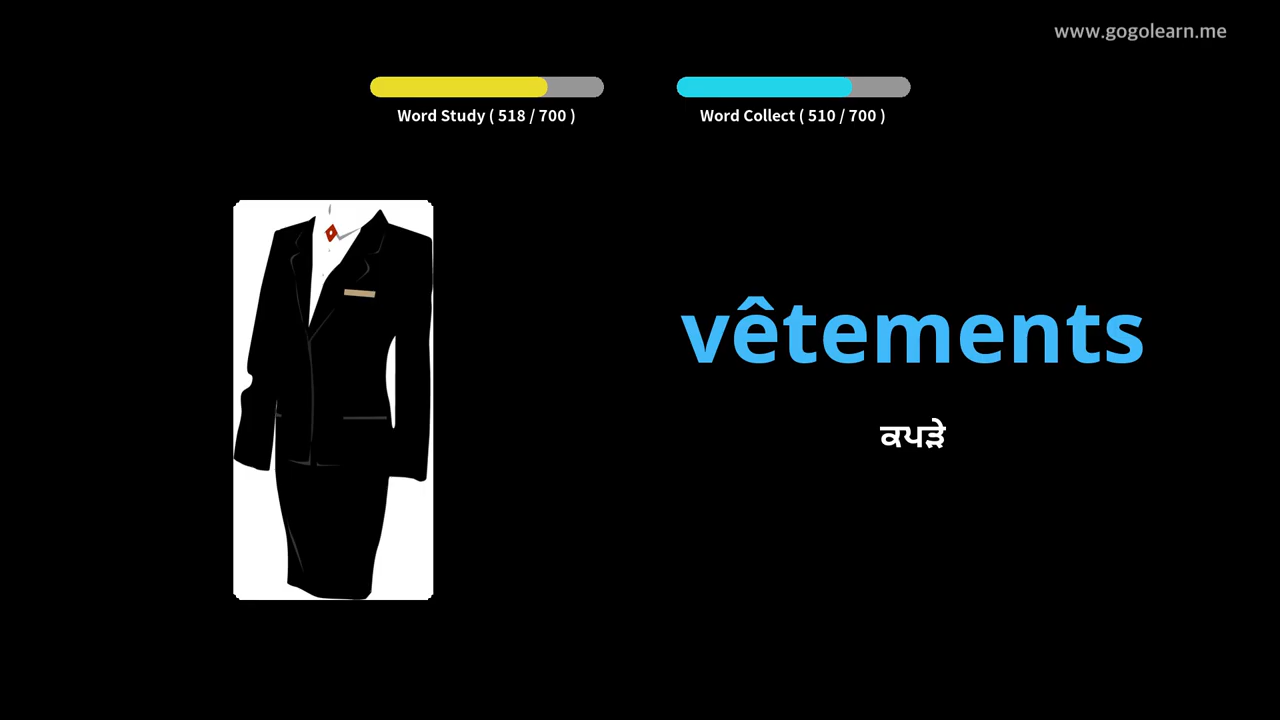 www.gogolearn.me
Word Study ( 518 / 700 )
Word Collect ( 510 / 700 )
vêtements
ਕਪੜੇ